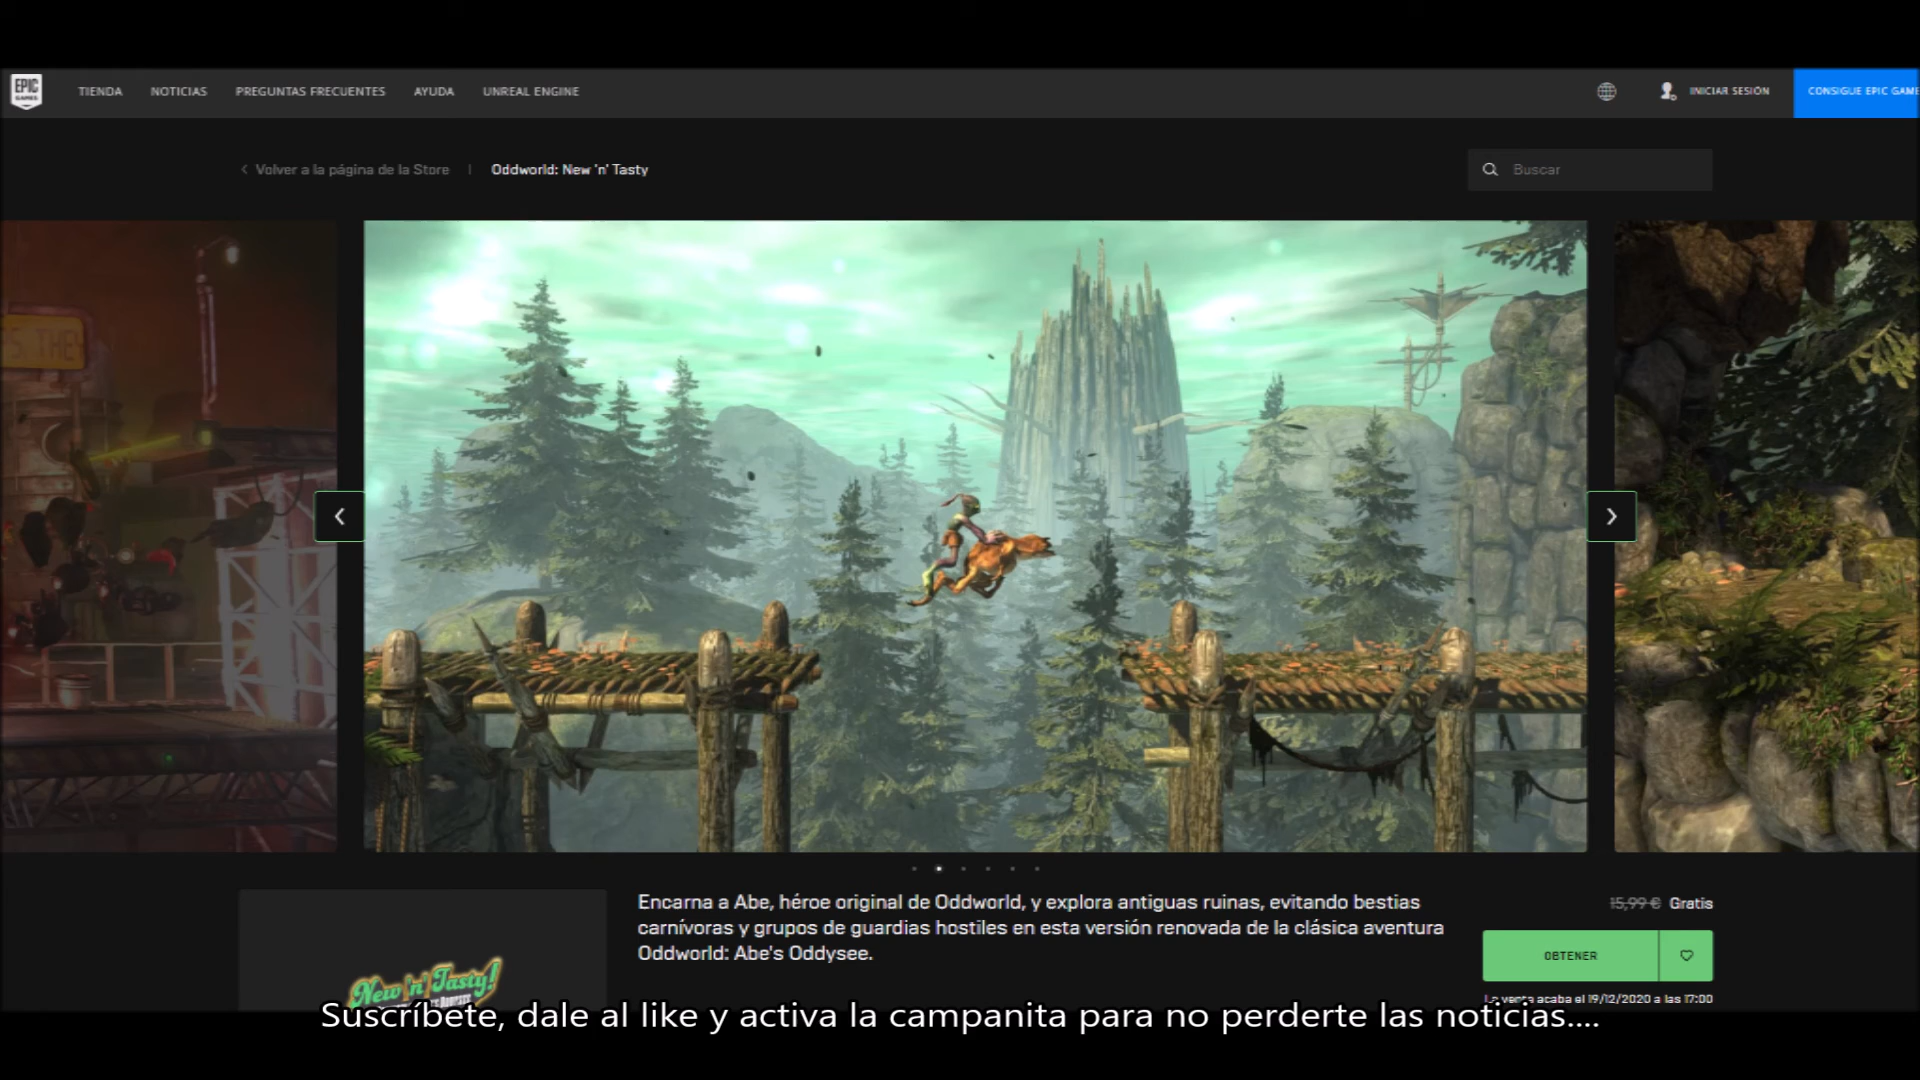 EPIC
GAMES
TIENDA
NOTICIAS
PREGUNTAS FRECUENTES
AYUDA
UNREAL ENGINE
INICIAR SESIÓN
CONSIGUE EPIC GAME
Volver a la página de la Store
Oddworld: New 'n' Tasty
Buscar
S THE
Encarna a Abe, héroe original de Oddworld, y explora antiguas ruinas, evitando bestias
carnívoras y grupos de guardias hostiles en esta versión renovada de la clásica aventura
Oddworld: Abe's Oddysee.
15,99 € Gratis
OBTENER
La venta acaba el 19/12/2020 a las 17:00
New 'n' Tasty!
Suscríbete, dale al like y activa la campanita para no perderte las noticias....